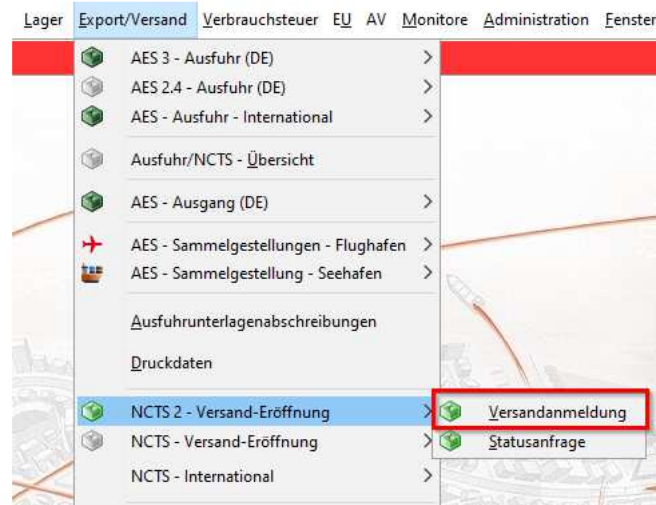 Lager Export/Versand Verbrauchsteuer EU AV Monitore Administration Fenster
AES 3 - Ausfuhr (DE)
AES 2.4 - Ausfuhr (DE)
AES - Ausfuhr - International
Ausfuhr/NCTS - Übersicht
AES - Ausgang (DE)
AES - Sammelgestellungen - Flughafen
AES - Sammelgestellung - Seehafen
Ausfuhrunterlagenabschreibungen
Druckdaten
NCTS 2 - Versand-Eröffnung
Versandanmeldung
NCTS - Versand-Eröffnung
Statusanfrage
NCTS - International